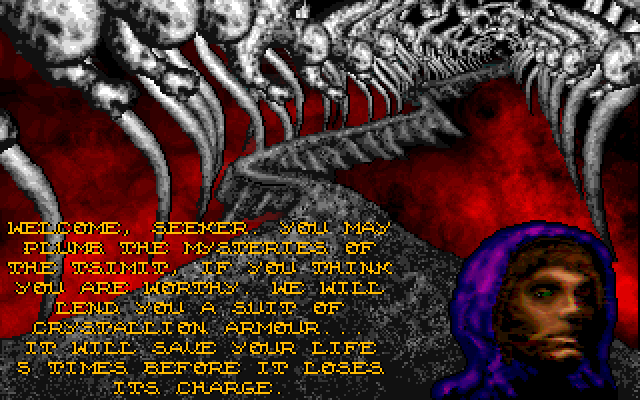 WELCOME, SEEKER. YOU MAY
PLUMB THE MYSTERIES OF
THE TSIMIT, IF YOU THINK
YOU ARE WORTHY. WE WILL
LEND YOU A SUIT OF
CRYSTALLION ARMOUR...
IT WILL SAVE YOUR LIFE
5 TIMES BEFORE IT LOSES
ITS CHARGE.